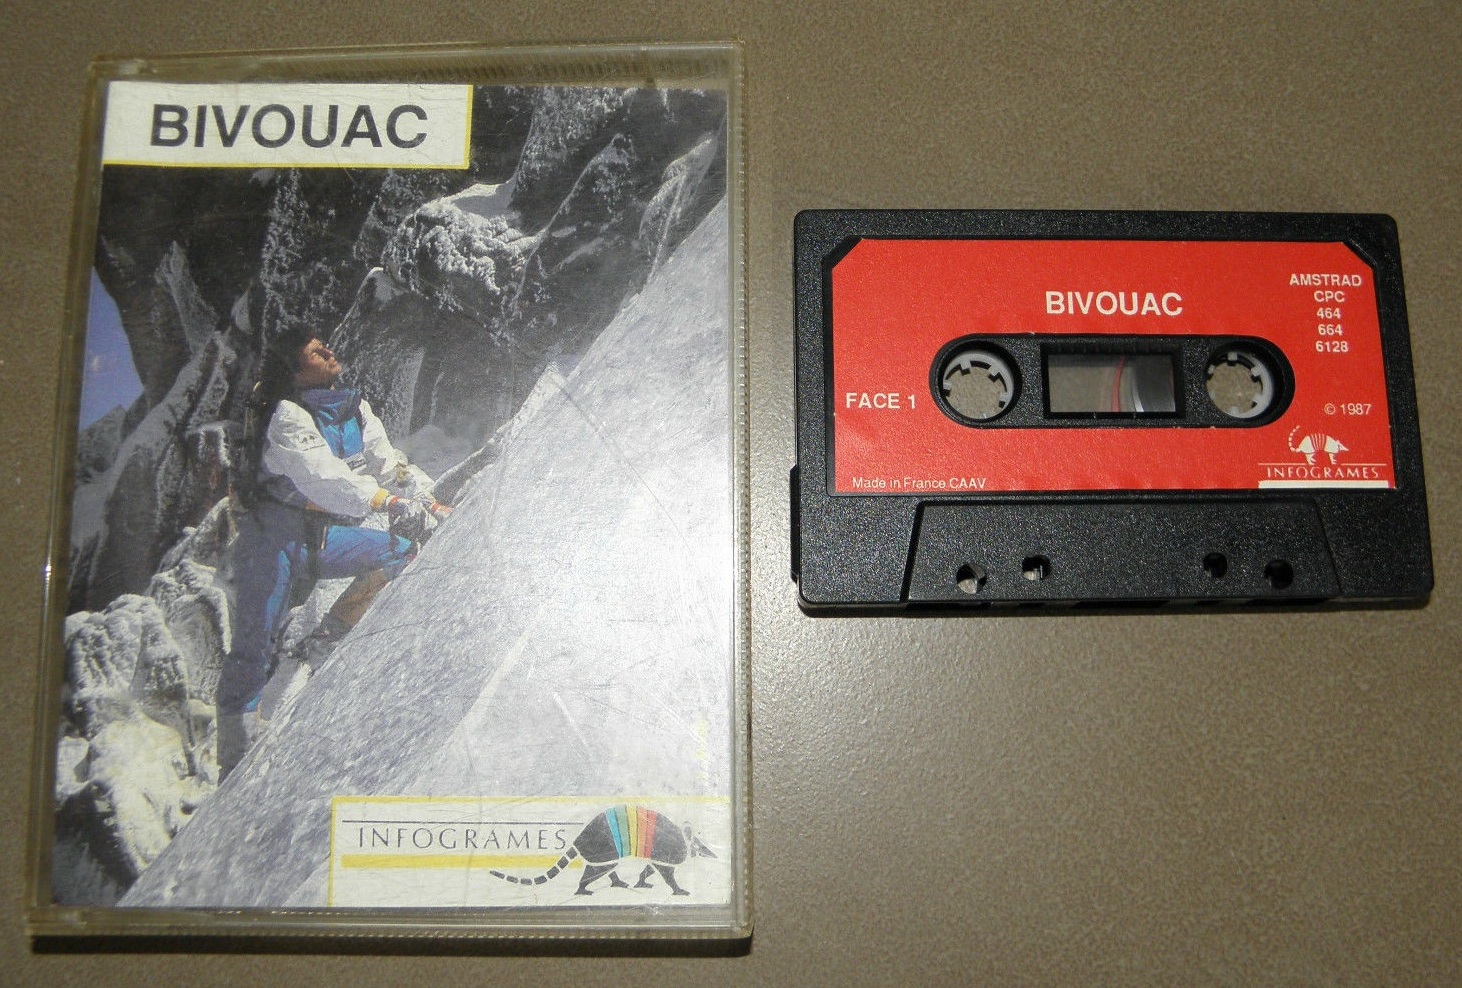 BIVOUAC
INFOGRAMES
BIVOUAC
AMSTRAD
CPC
464
664
6128
FACE 1
© 1987
INFOGRAMES
Made in France CAAV